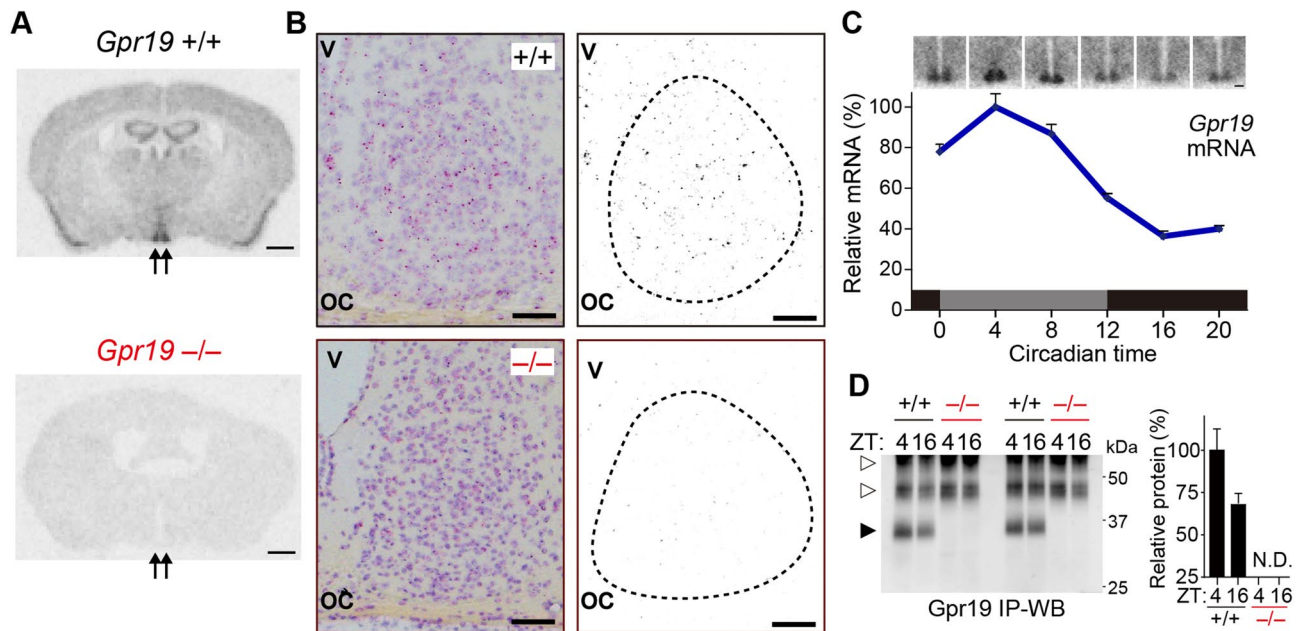 A
Gpr19 +/+
Gpr19 –/–
B
V
+/+
OC
V
OC
V
–/–
OC
V
OC
C
Relative mRNA (%)
100
80
60
40
20
0
Gpr19
mRNA
0 4 8 12 16 20
Circadian time
D
+/+ –/– +/+ –/–
ZT: 4 16 4 16 4 16 4 16 kDa
50
37
25
Gpr19 IP-WB
Relative protein (%)
100
75
50
25
N.D.
ZT: 4 16 4 16
+/+ –/–